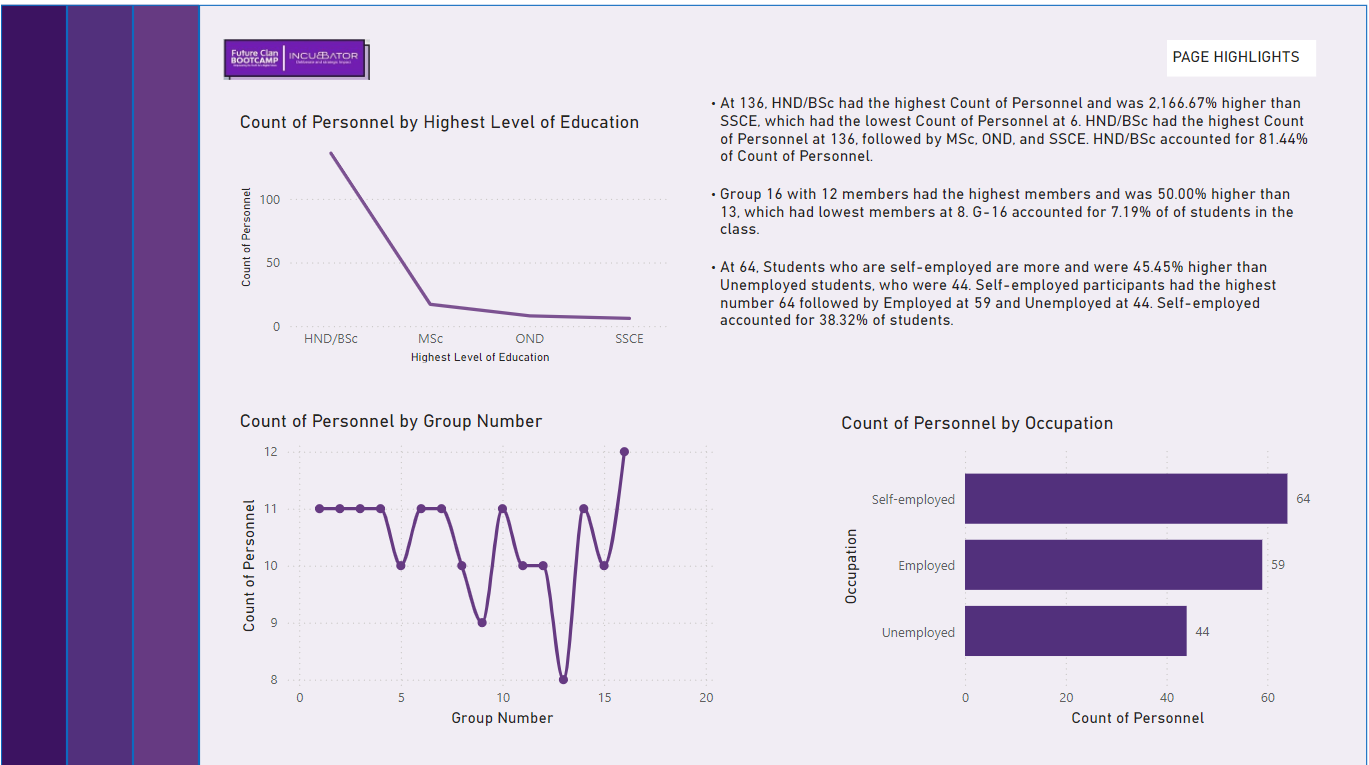 Future Clan
BOOTCAMP
INCUBATOR
PAGE HIGHLIGHTS
Count of Personnel by Highest Level of Education
Count of Personnel
100
50
0
HND/BSc MSc OND SSCE
Highest Level of Education
• At 136, HND/BSc had the highest Count of Personnel and was 2,166.67% higher than
SSCE, which had the lowest Count of Personnel at 6. HND/BSc had the highest Count
of Personnel at 136, followed by MSc, OND, and SSCE. HND/BSc accounted for 81.44%
of Count of Personnel.
• Group 16 with 12 members had the highest members and was 50.00% higher than
13, which had lowest members at 8. G-16 accounted for 7.19% of of students in the
class.
• At 64, Students who are self-employed are more and were 45.45% higher than
Unemployed students, who were 44. Self-employed participants had the highest
number 64 followed by Employed at 59 and Unemployed at 44. Self-employed
accounted for 38.32% of students.
Count of Personnel by Group Number
Count of Personnel
12
11
10
9
8
0 5 10 15 20
Group Number
Count of Personnel by Occupation
Occupation
Self-employed 64
Employed 59
Unemployed 44
0 20 40 60
Count of Personnel